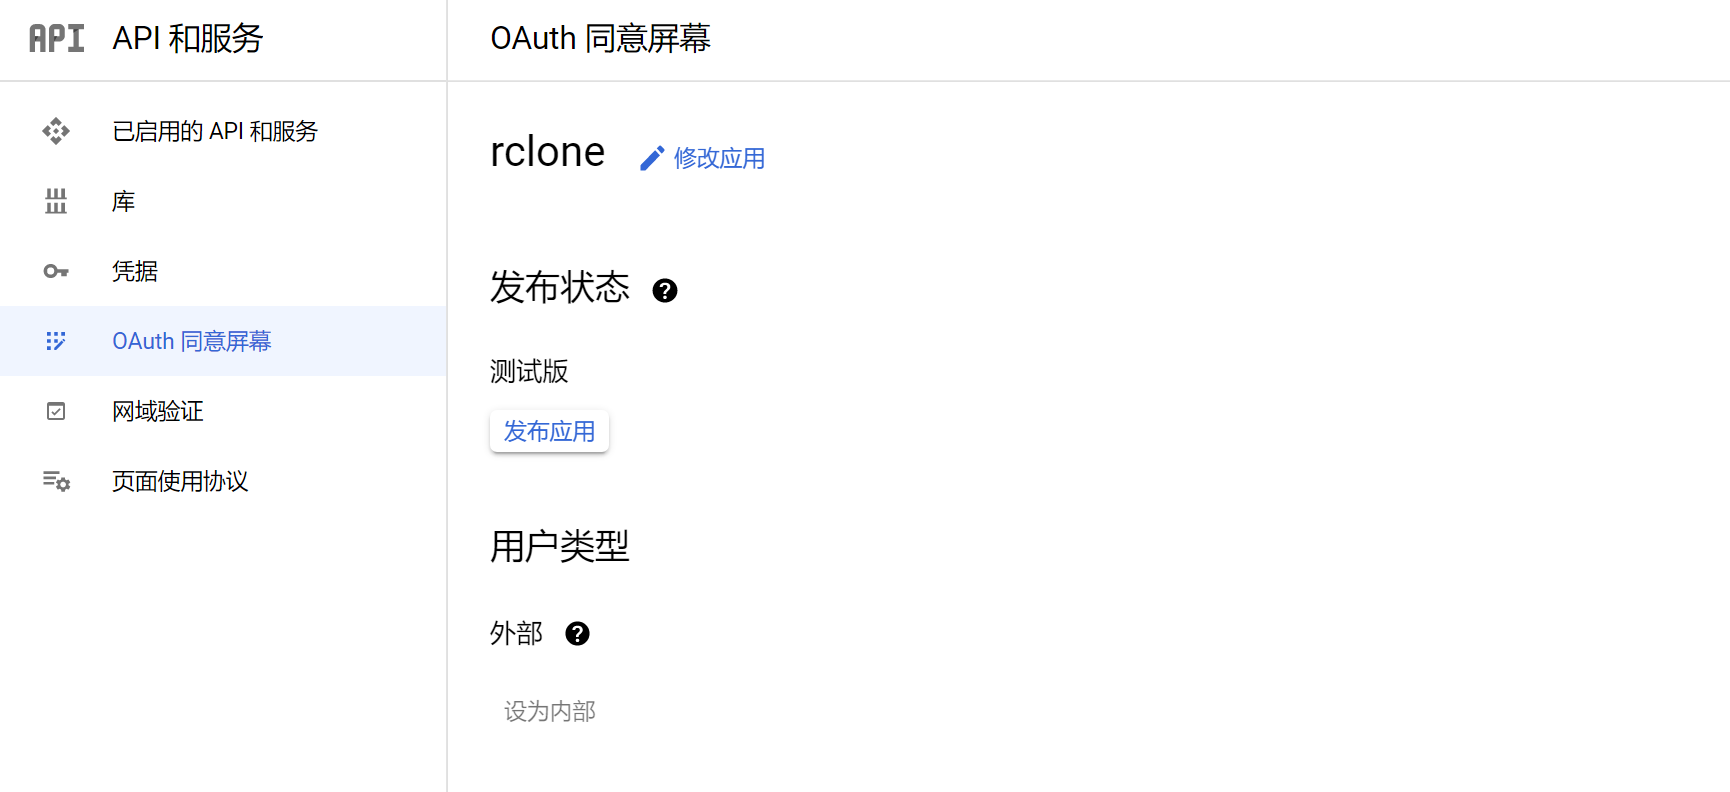 API API 和服务
已启用的 API 和服务
库
凭据
OAuth 同意屏幕
网域验证
页面使用协议
OAuth 同意屏幕
rclone 修改应用
发布状态
测试版
发布应用
用户类型
外部
设为内部